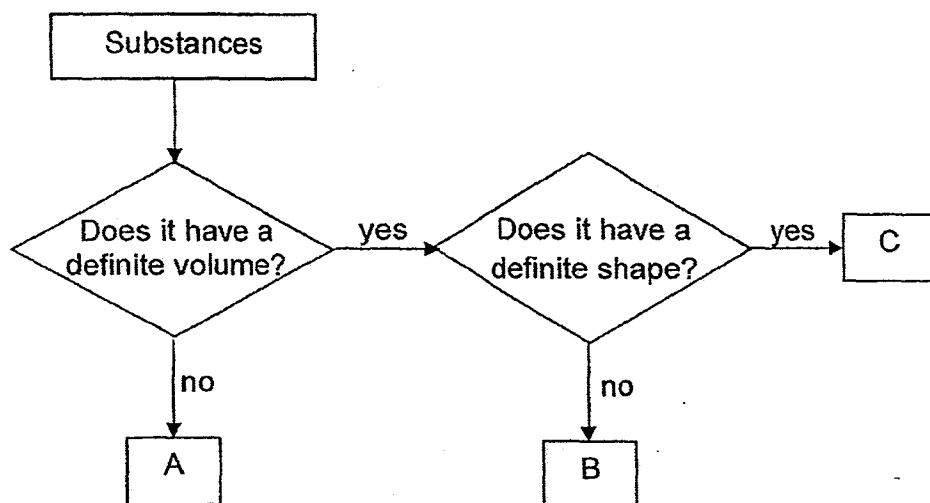 Substances
Does it have a
definite volume?
yes
Does it have a
definite shape?
yes
C
no
A
no
B